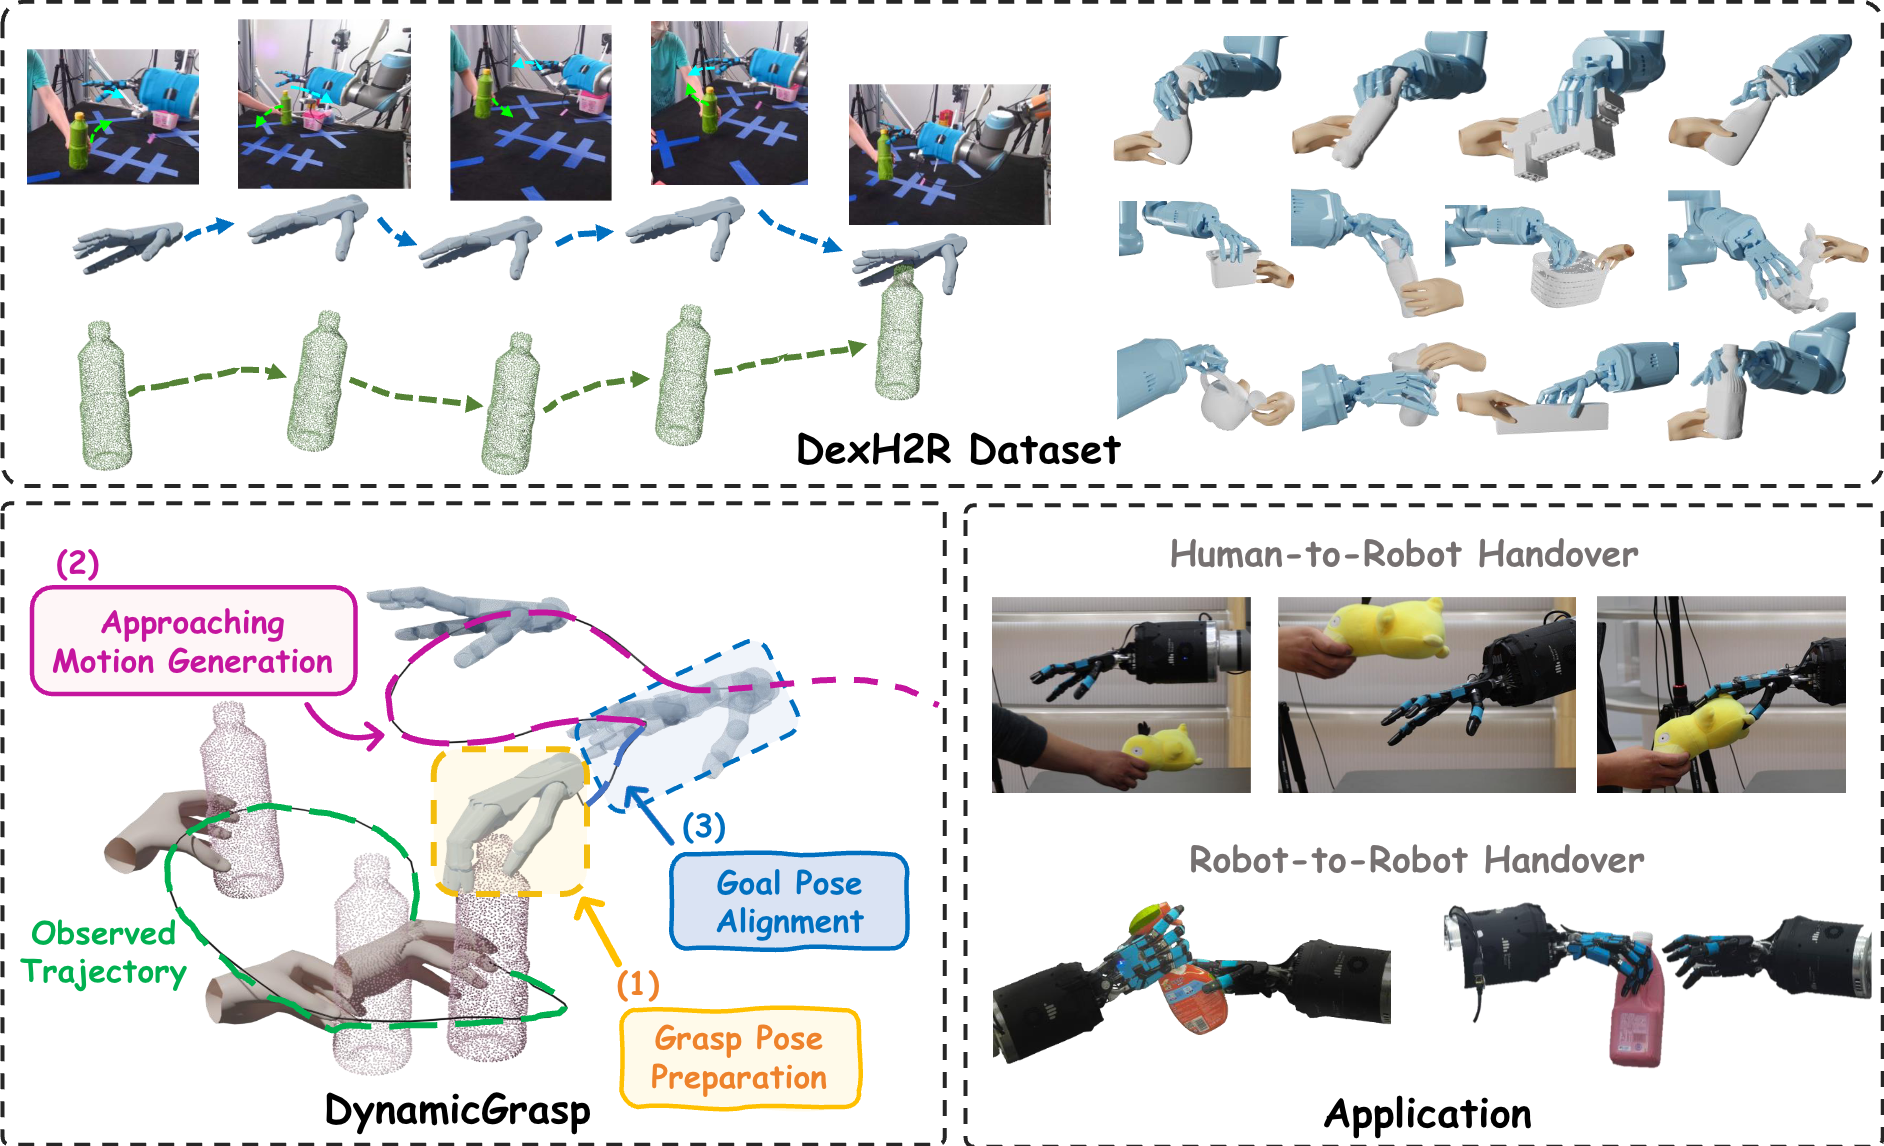 DexH2R Dataset
(2)
Approaching
Motion Generation
Observed
Trajectory
(3)
Goal Pose
Alignment
(1)
Grasp Pose
Preparation
DynamicGrasp
Human-to-Robot Handover
Robot-to-Robot Handover
Application